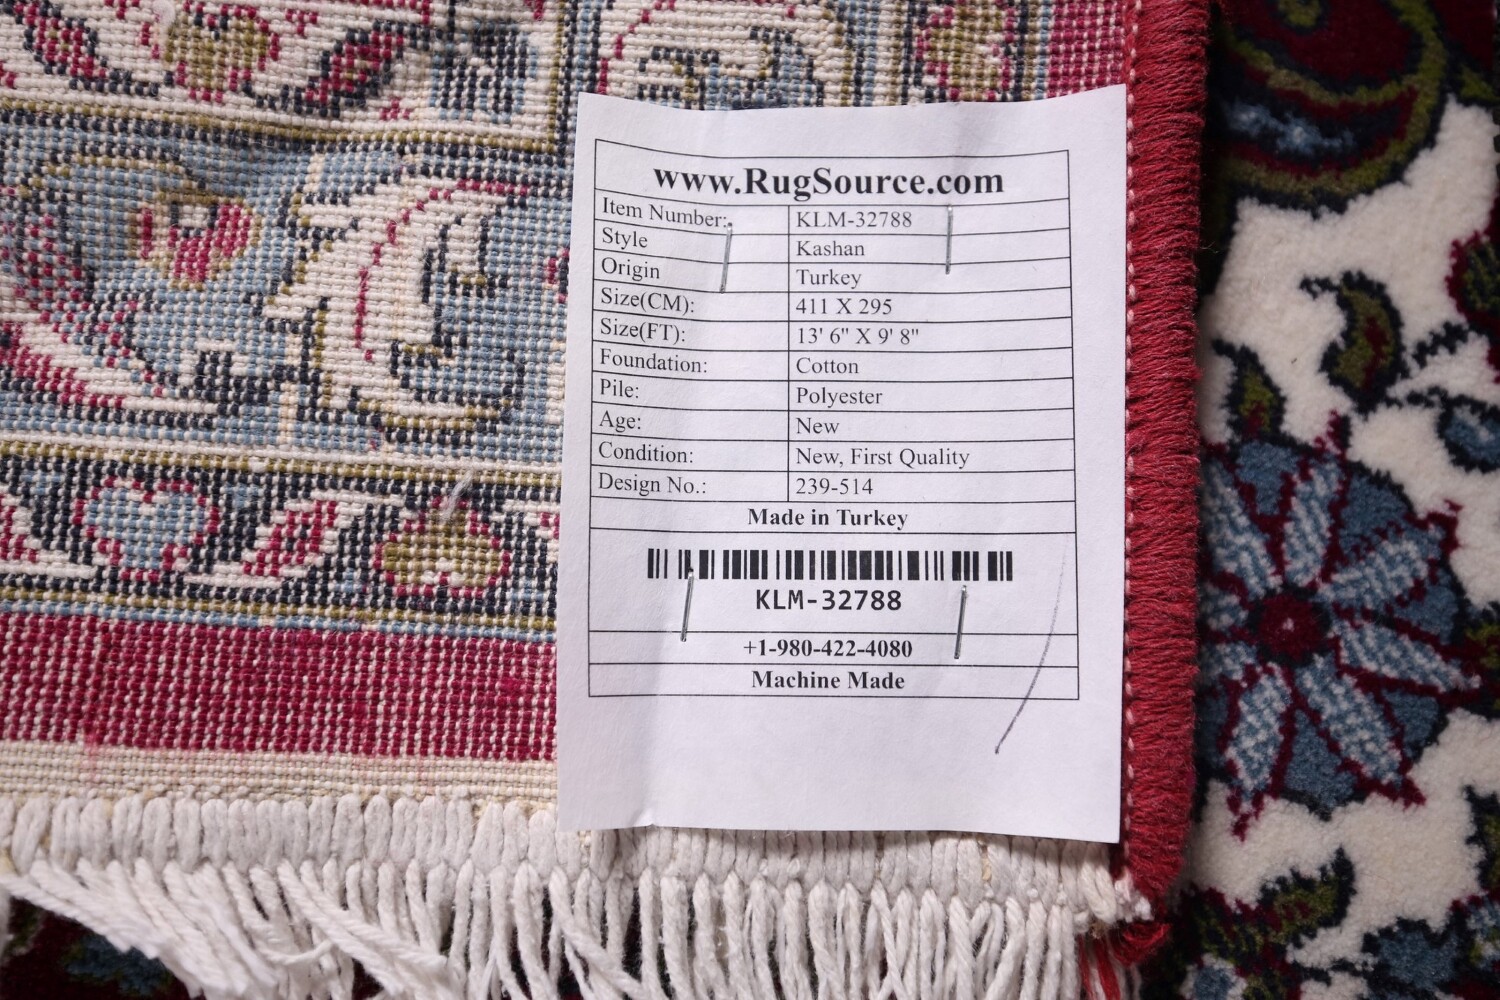 www.RugSource.com
Item Number: KLM-32788
Style Kashan
Origin Turkey
Size(CM): 411 X 295
Size(FT): 13' 6" X 9' 8"
Foundation: Cotton
Pile: Polyester
Age: New
Condition: New, First Quality
Design No.: 239-514
Made in Turkey
KLM-32788
+1-980-422-4080
Machine Made